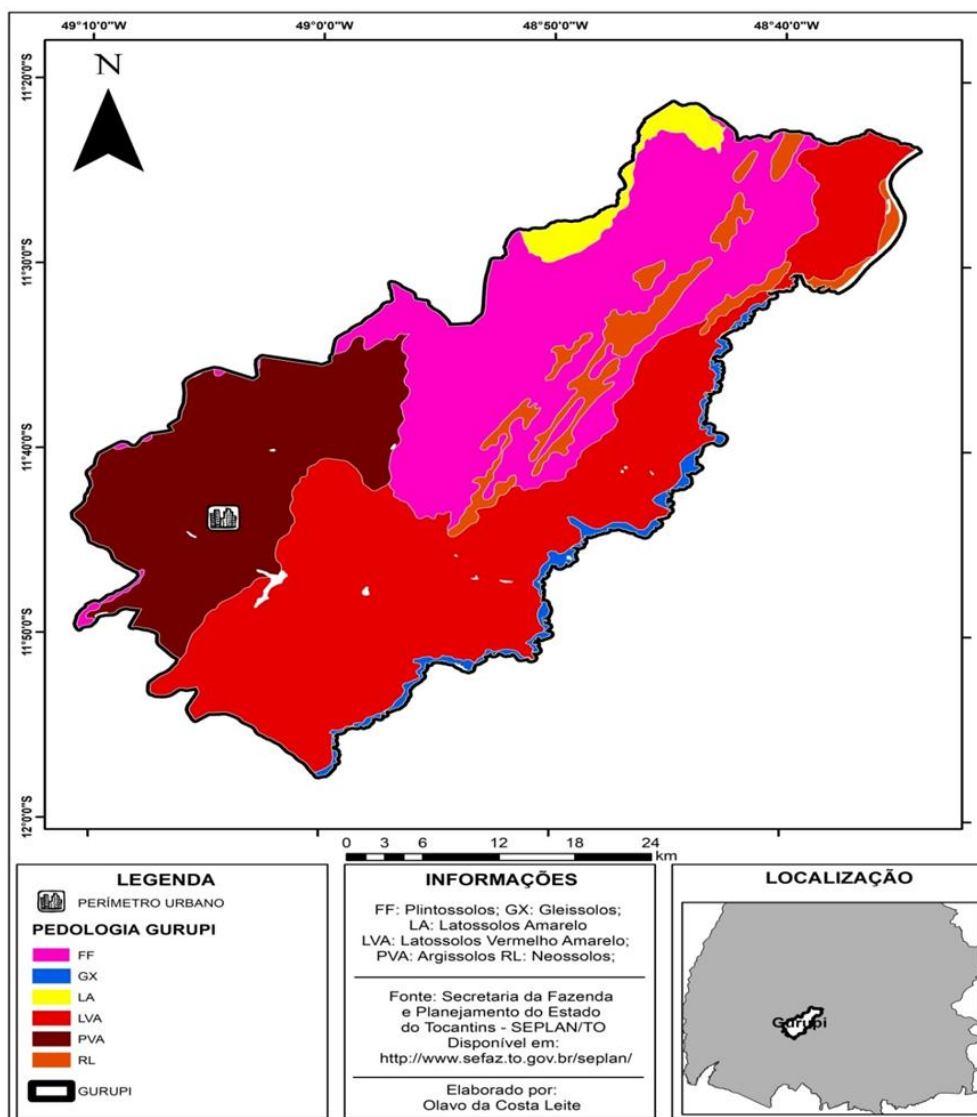 49°10'0"W 49°0'0"W 48°50'0"W 48°40'0"W
N
11°20'0"S
11°30'0"S
11°40'0"S
11°50'0"S
12°0'0"S
0 3 6 12 18 24
km
LEGENDA
PERÍMETRO URBANO
PEDOLOGIA GURUPI
FF
GX
LA
LVA
PVA
RL
GURUPI
INFORMAÇÕES
FF: Plintossolos; GX: Gleissolos;
LA: Latossolos Amarelo
LVA: Latossolos Vermelho Amarelo;
PVA: Argissolos RL: Neossolos;
Fonte: Secretaria da Fazenda
e Planejamento do Estado
do Tocantins - SEPLAN/TO
Disponível em:
http://www.sefaz.to.gov.br/seplan/
Elaborado por:
Olavo da Costa Leite
LOCALIZAÇÃO
Gurupi